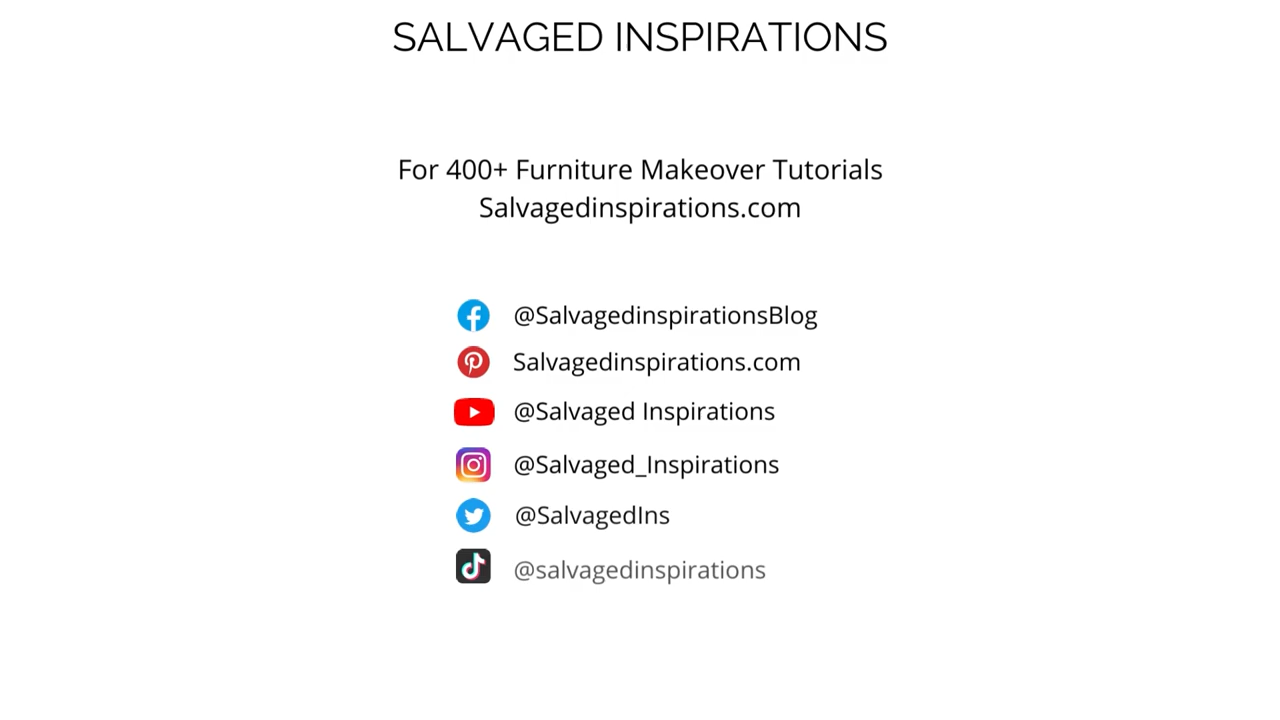 SALVAGED INSPIRATIONS
For 400+ Furniture Makeover Tutorials
Salvagedinspirations.com
@SalvagedinspirationsBlog
Salvagedinspirations.com
@Salvaged Inspirations
@Salvaged_Inspirations
@SalvagedIns
@salvagedinspirations